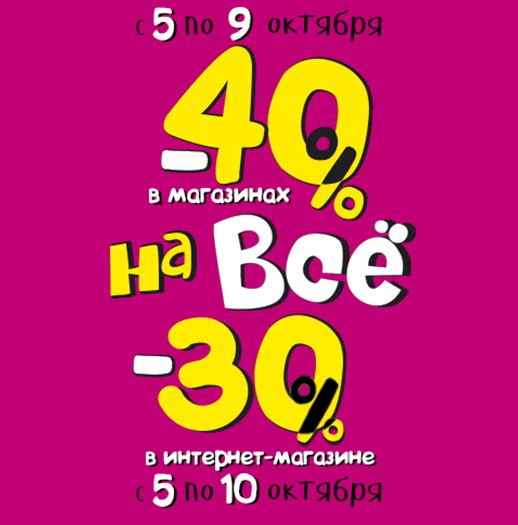 с 5 по 9 октября
-40%
в магазинах
на Всё
-30%
в интернет-магазине
с 5 по 10 октября